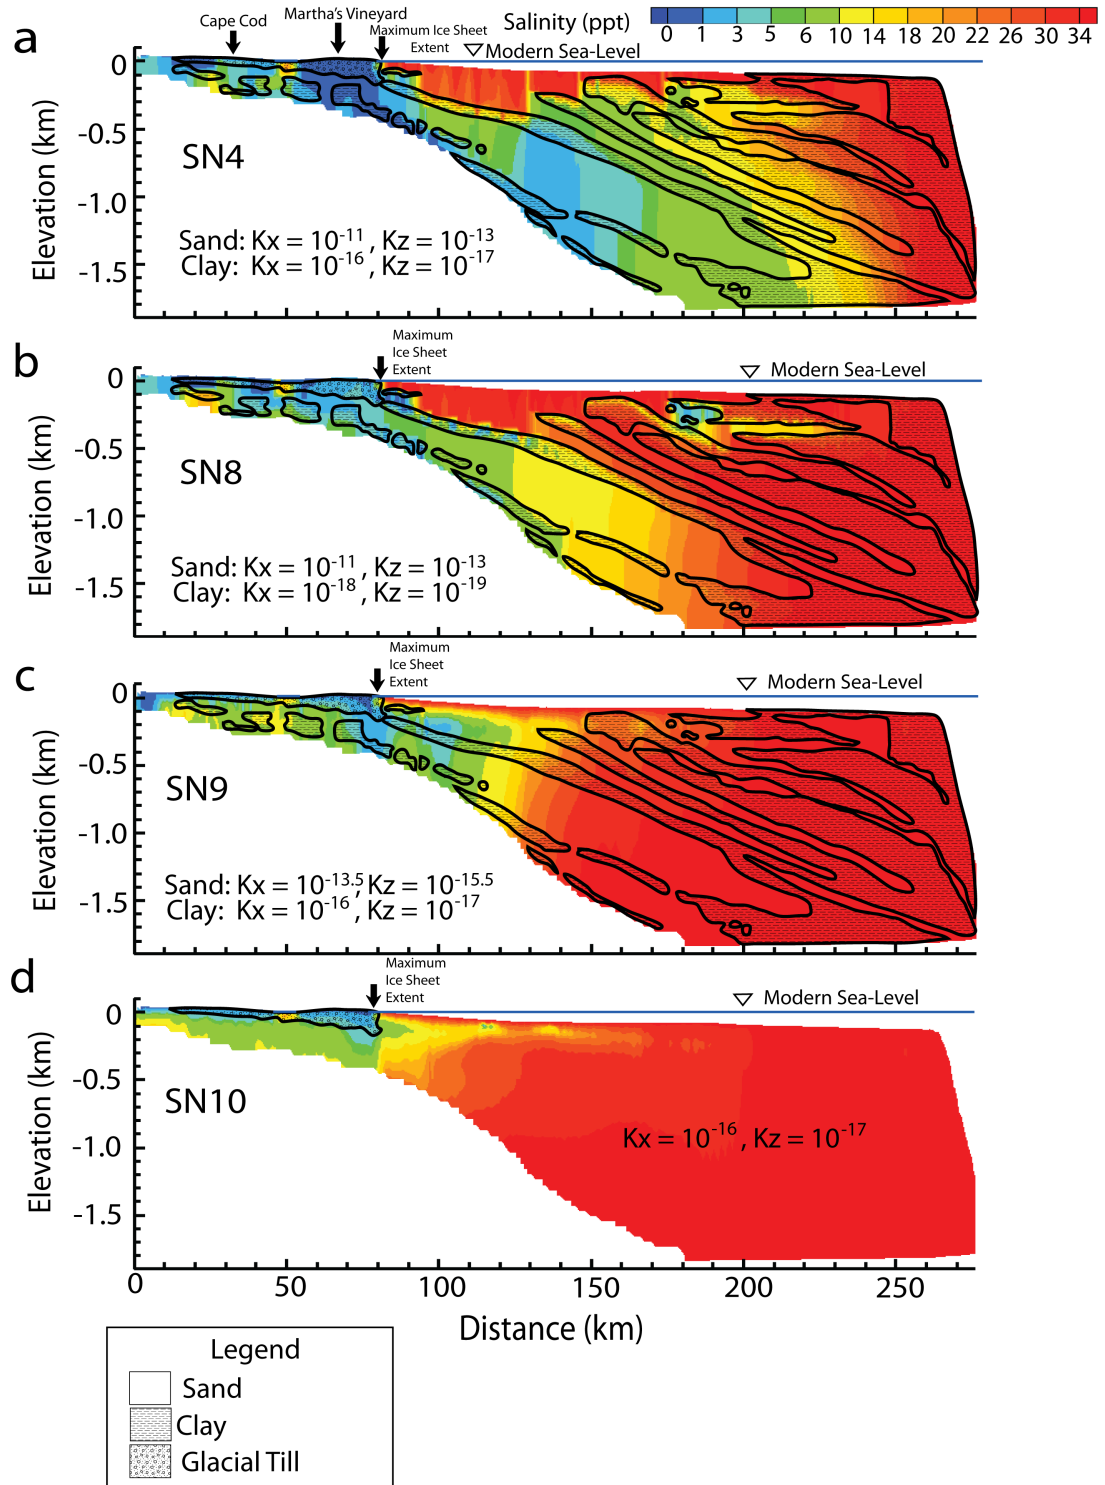 Cape Cod
Martha's Vineyard
Maximum Ice Sheet
Extent
Modern Sea-Level
Salinity (ppt)
0 1 3 5 6 10 14 18 22 26 30 34
a
0
-0.5
-1.0
-1.5
Elevation (km)
SN4
Sand: Kx = 10^-11, Kz = 10^-13
Clay: Kx = 10^-16, Kz = 10^-17
b
Maximum
Ice Sheet
Extent
Modern Sea-Level
0
-0.5
-1.0
-1.5
Elevation (km)
SN8
Sand: Kx = 10^-11, Kz = 10^-13
Clay: Kx = 10^-18, Kz = 10^-19
c
Maximum
Ice Sheet
Extent
Modern Sea-Level
0
-0.5
-1.0
-1.5
Elevation (km)
SN9
Sand: Kx = 10^-13.5, Kz = 10^-15.5
Clay: Kx = 10^-16, Kz = 10^-17
d
Maximum
Ice Sheet
Extent
Modern Sea-Level
0
-0.5
-1.0
-1.5
Elevation (km)
SN10
Kx = 10^-16, Kz = 10^-17
0 50 100 150 200 250
Distance (km)
Legend
Sand
Clay
Glacial Till